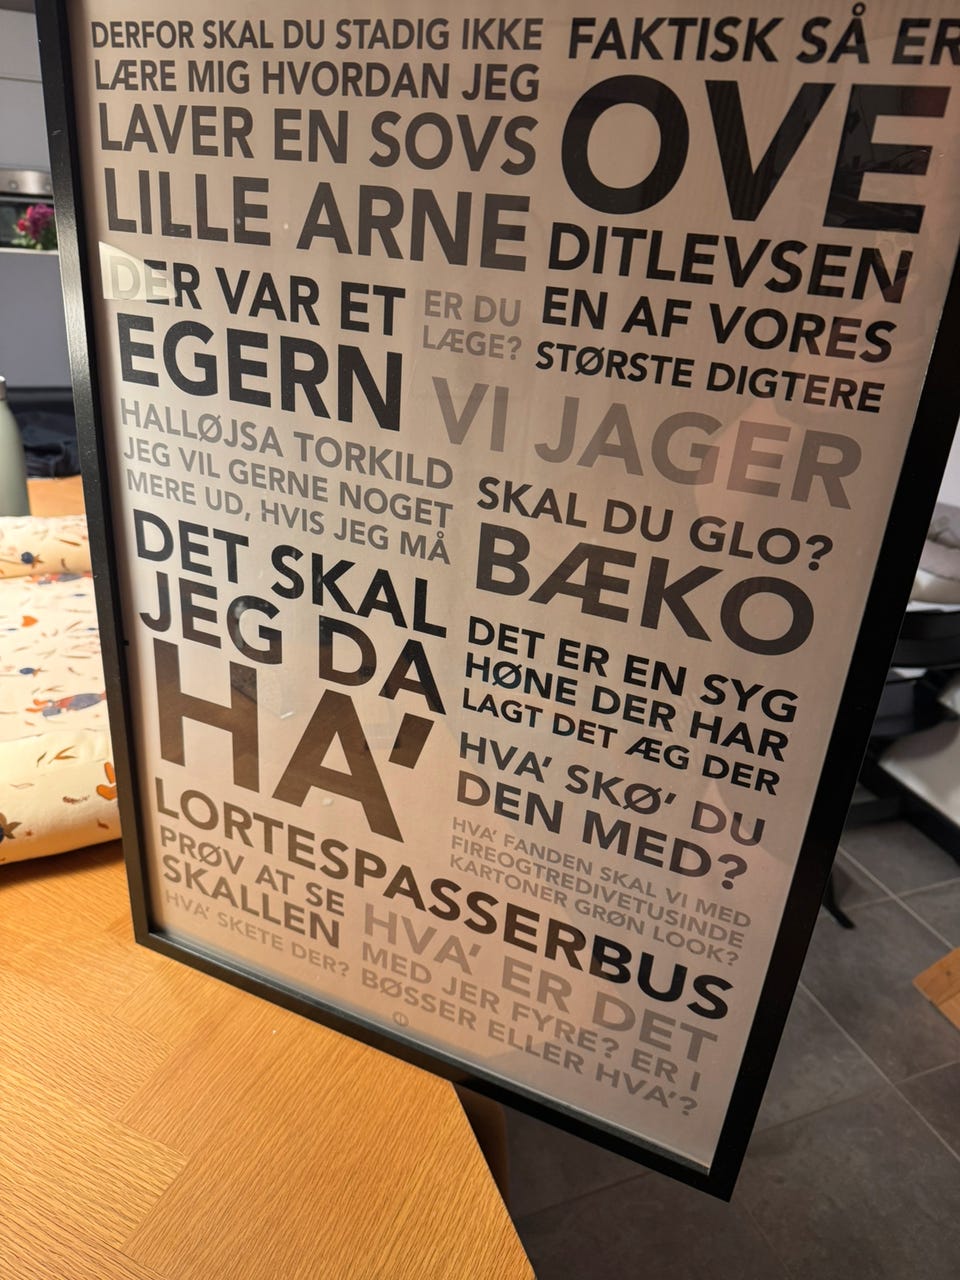 DERFOR SKAL DU STADIG IKKE
LÆRE MIG HVORDAN JEG
LAVER EN SOVS
LILLE ARNE
FAKTISK SÅ ER
OVE
DITLEVSEN
EN AF VORES
STØRSTE DIGTERE
DER VAR ET
EGERN
ER DU
LÆGE?
VI JAGER
HALLØJSA TORKILD
JEG VIL GERNE NOGET
MERE UD, HVIS JEG MÅ
SKAL DU GLO?
BÆKO
DET SKAL
JEG DA
HA'
DET ER EN SYG
HØNE DER HAR
LAGT DET ÆG DER
HVA' SKØ' DU
DEN MED?
HVA' FANDEN SKAL VI MED
FIREOGTREDIVETUSINDE
KARTONER GRØN LOOK?
LORTESPASSERBUS
PRØV AT SE
SKALLEN
HVA' SKETE DER?
HVA' ER DET
MED JER FYRE? ER I
BØSSER ELLER HVA'?